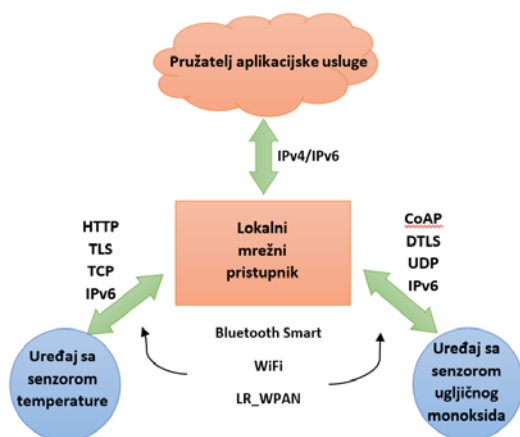 Pružatelj aplikacijske usluge
IPv4/IPv6
HTTP
TLS
TCP
IPv6
Lokalni
mrežni
pristupnik
CoAP
DTLS
UDP
IPv6
Bluetooth Smart
WiFi
LR_WPAN
Uređaj sa
senzorom
temperature
Uređaj sa
senzorom
ugljičnog
monoksida